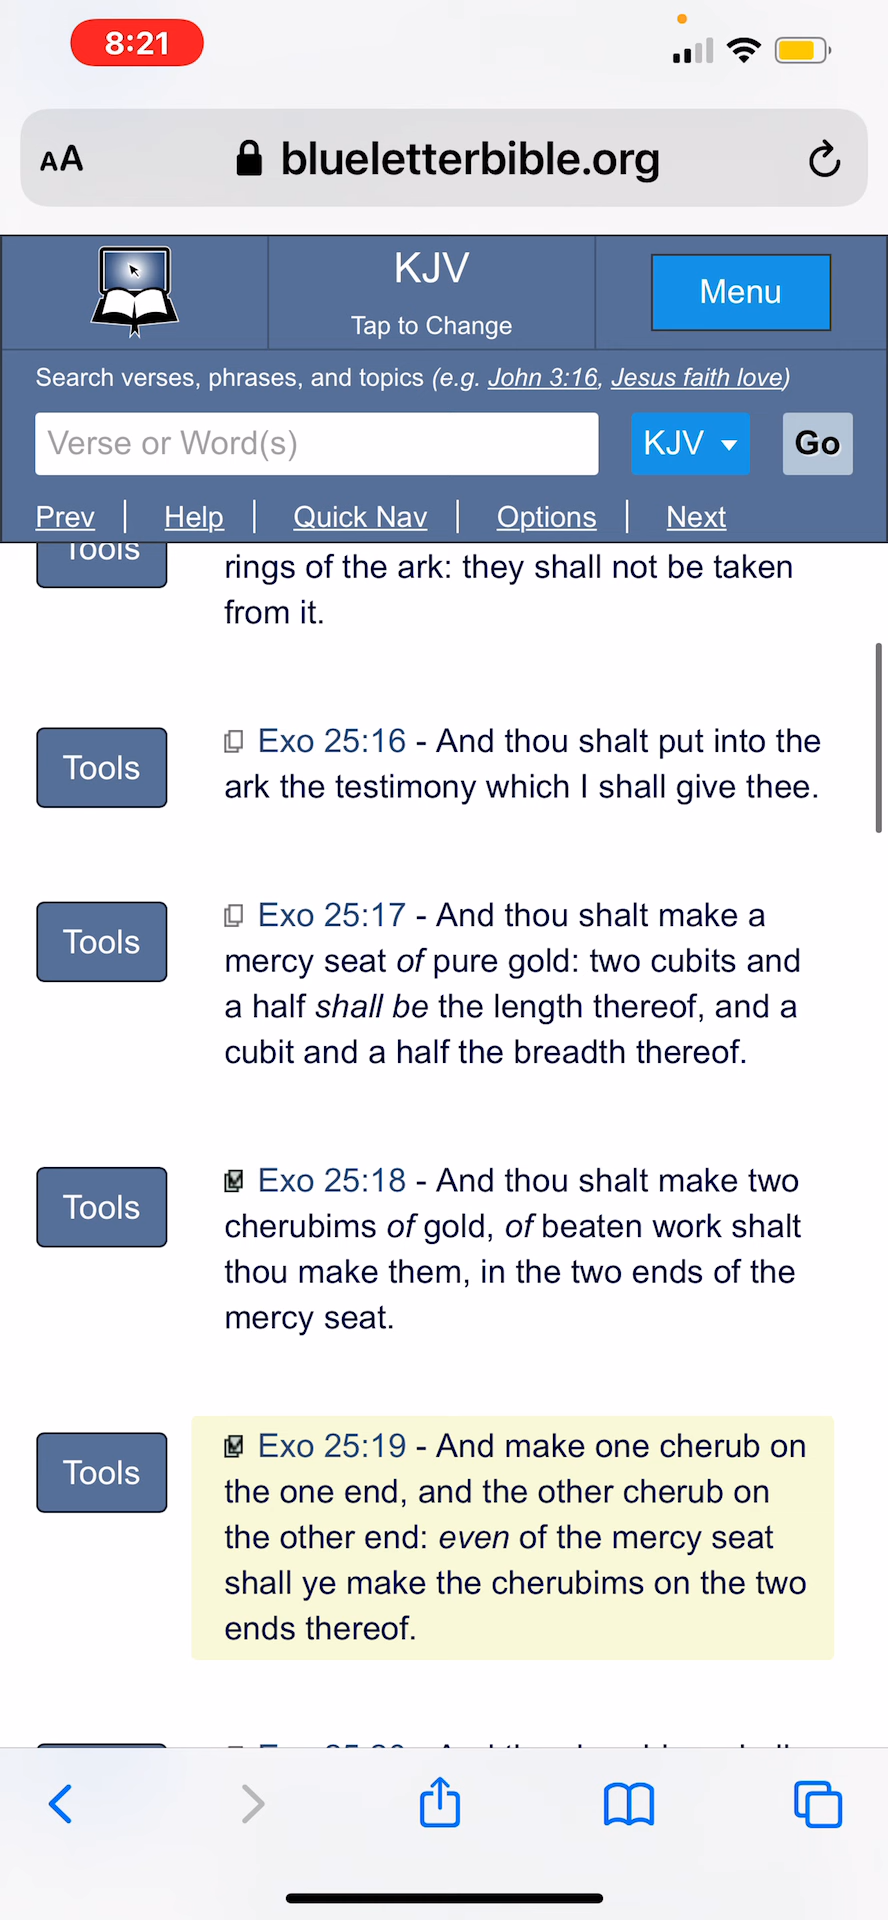 8:21
AA blueletterbible.org
KJV
Tap to Change
Menu
Search verses, phrases, and topics (e.g. John 3:16, Jesus faith love)
Verse or Word(s)
KJV
Go
Prev | Help | Quick Nav | Options | Next
Tools
rings of the ark: they shall not be taken
from it.
Tools
Exo 25:16 - And thou shalt put into the
ark the testimony which I shall give thee.
Tools
Exo 25:17 - And thou shalt make a
mercy seat of pure gold: two cubits and
a half shall be the length thereof, and a
cubit and a half the breadth thereof.
Tools
Exo 25:18 - And thou shalt make two
cherubims of gold, of beaten work shalt
thou make them, in the two ends of the
mercy seat.
Tools
Exo 25:19 - And make one cherub on
the one end, and the other cherub on
the other end: even of the mercy seat
shall ye make the cherubims on the two
ends thereof.